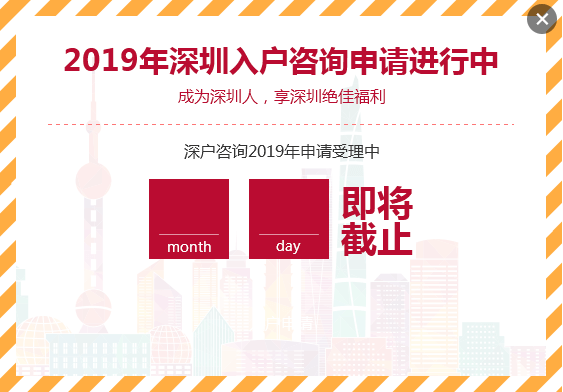 2019年深圳入户咨询申请进行中
成为深圳人，享深圳绝佳福利
深户咨询2019年申请受理中
month
day
即将
截止